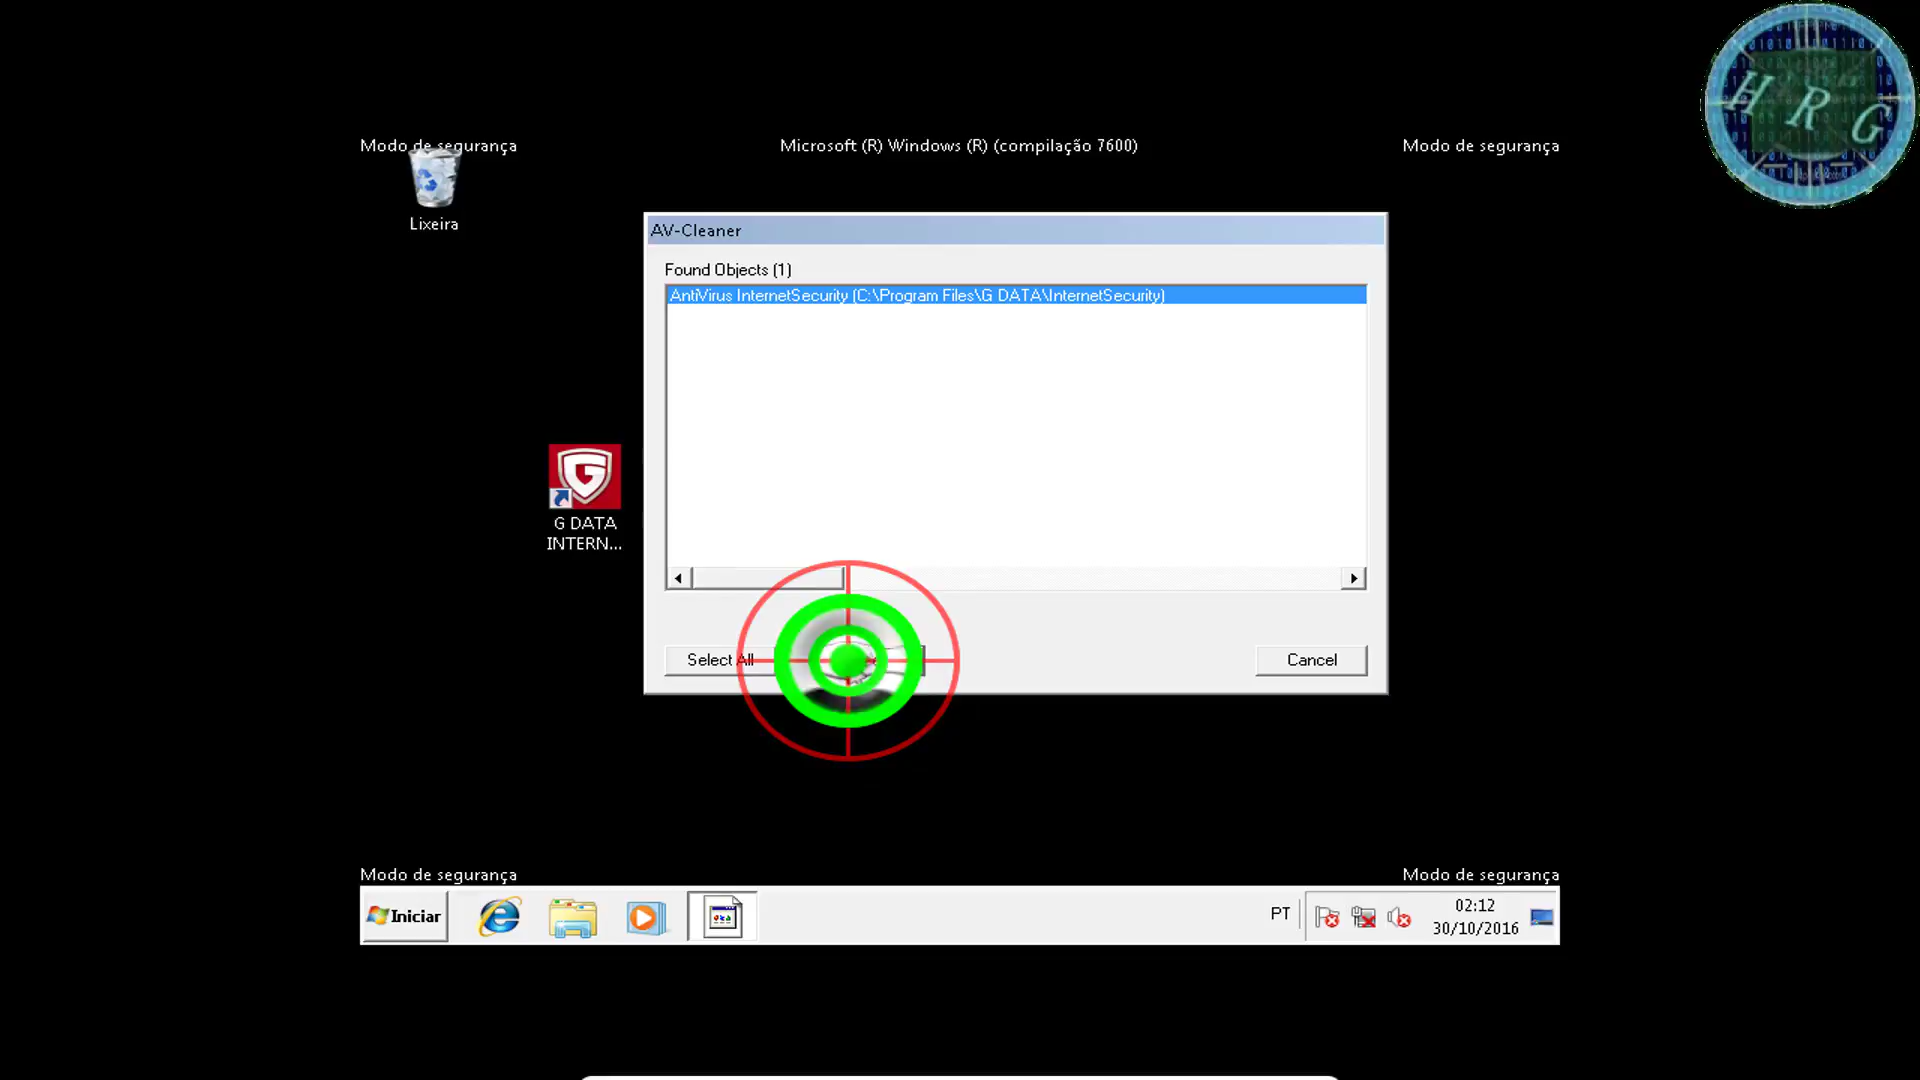 Modo de segurança
Microsoft (R) Windows (R) (compilação 7600)
Modo de segurança
H R G
Lixeira
AV-Cleaner
Found Objects (1)
AntiVirus InternetSecurity (C:\Program Files\G DATA\InternetSecurity)
G DATA
INTERN...
Select All
Cancel
Modo de segurança
Modo de segurança
Iniciar
PT
02:12
30/10/2016